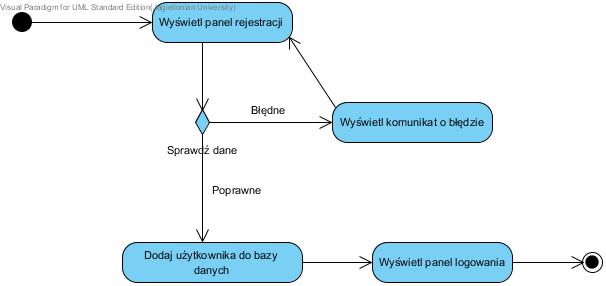 Visual Paradigm for UML Standard Edition(Jagiellonian University)
Wyświetl panel rejestracji
Błędne
Wyświetl komunikat o błędzie
Sprawdź dane
Poprawne
Dodaj użytkownika do bazy
danych
Wyświetl panel logowania